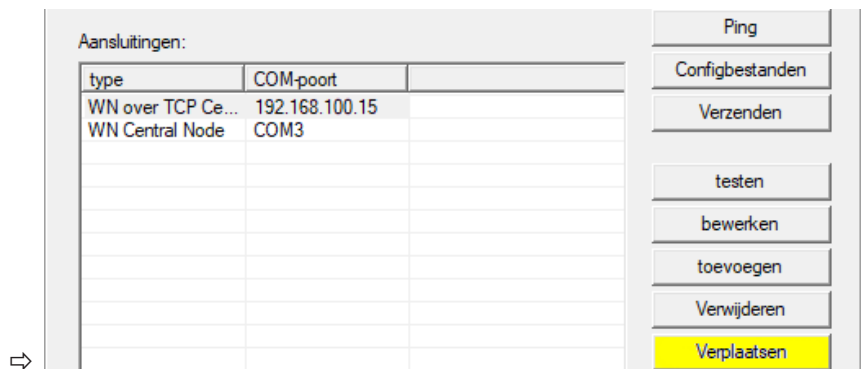 Ping
Aansluitingen:
Configbestanden
type COM-poort
WN over TCP Ce... 192.168.100.15
Verzenden
WN Central Node COM3
testen
bewerken
toevoegen
Verwijderen
Verplaatsen